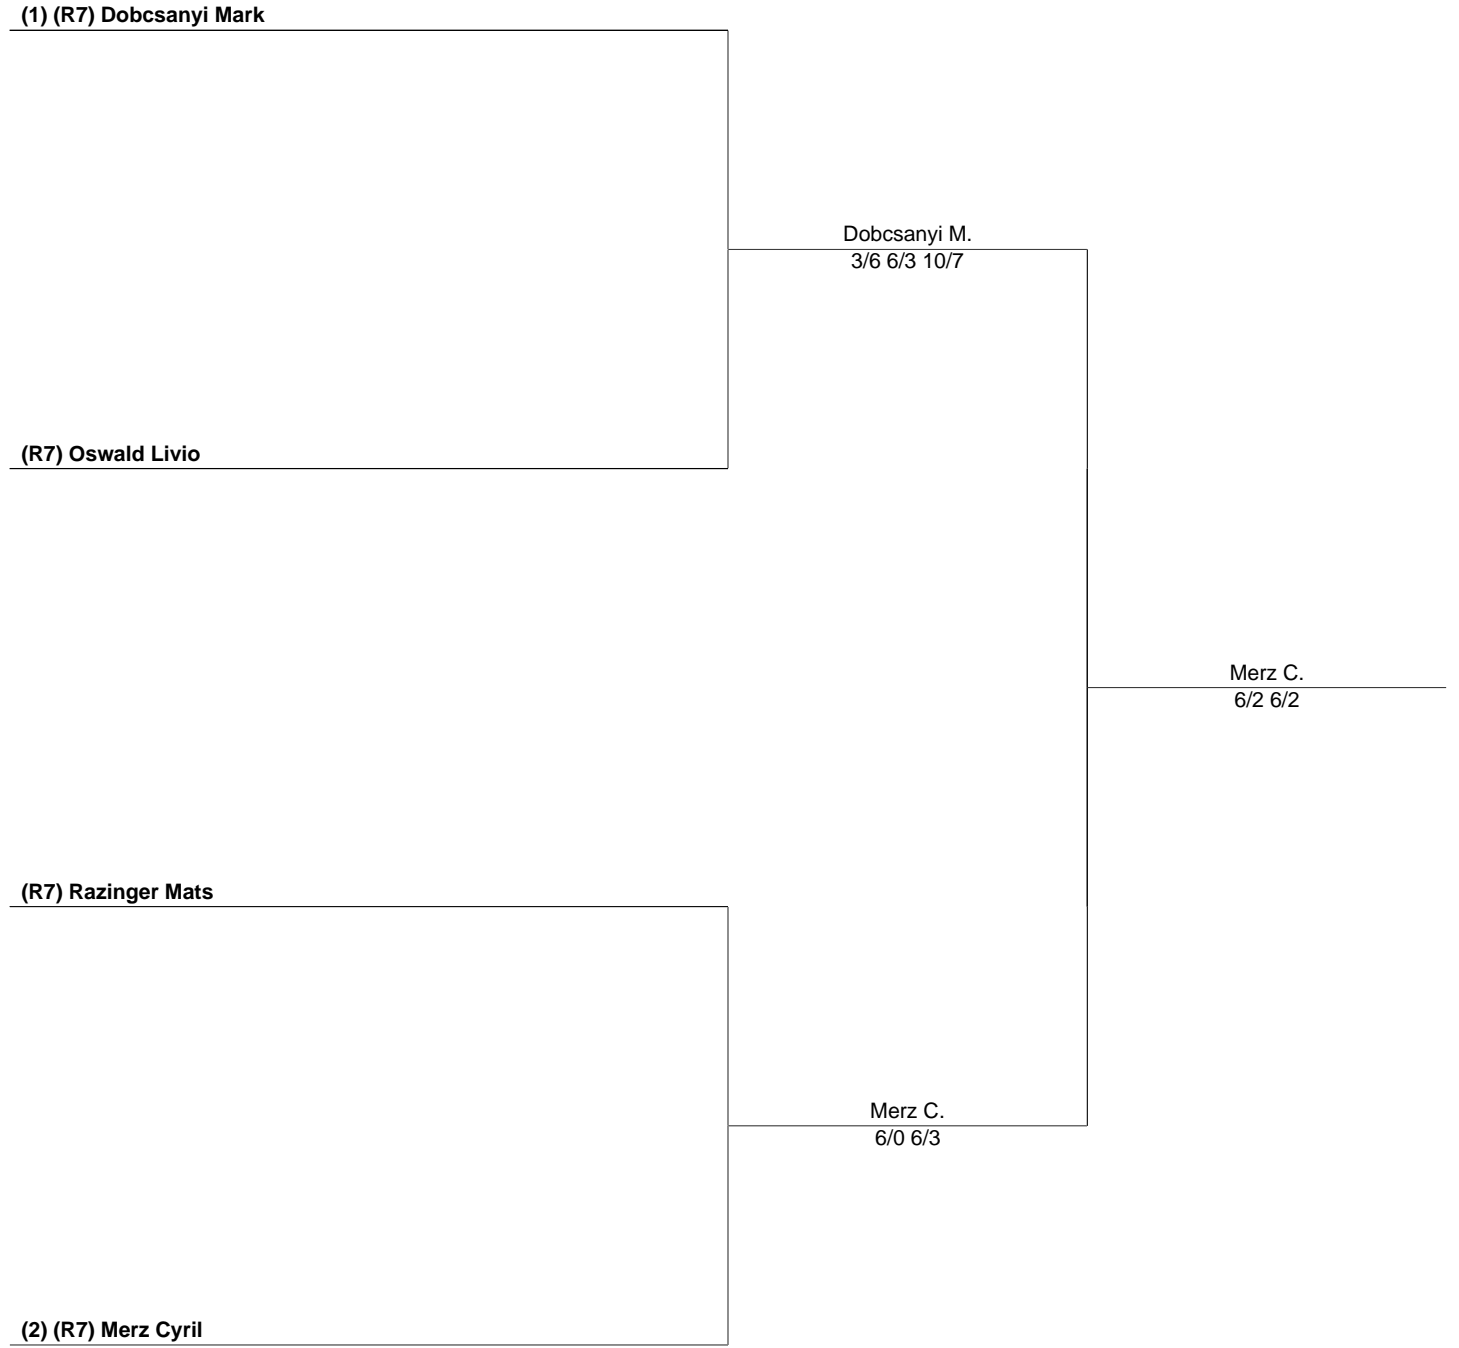 (1) (R7) Dobcsanyi Mark
Dobcsanyi M.
3/6 6/3 10/7
(R7) Oswald Livio
Merz C.
6/2 6/2
(R7) Razinger Mats
Merz C.
6/0 6/3
(2) (R7) Merz Cyril